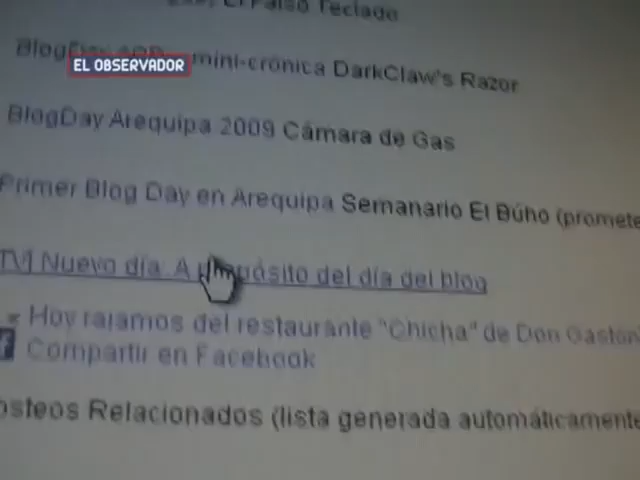 El Falso Teclado
BlogDay mini-crónica DarkClaw's Razor
EL OBSERVADOR
BlogDay Arequipa 2009 Cámara de Gas
Primer Blog Day en Arequipa Semanario El Búho (promete
[TV] Nuevo día: A propósito del día del blog
Hoy rajamos del restaurante "Chicha" de Don Gastón
Compartir en Facebook
osteos Relacionados (lista generada automáticamente